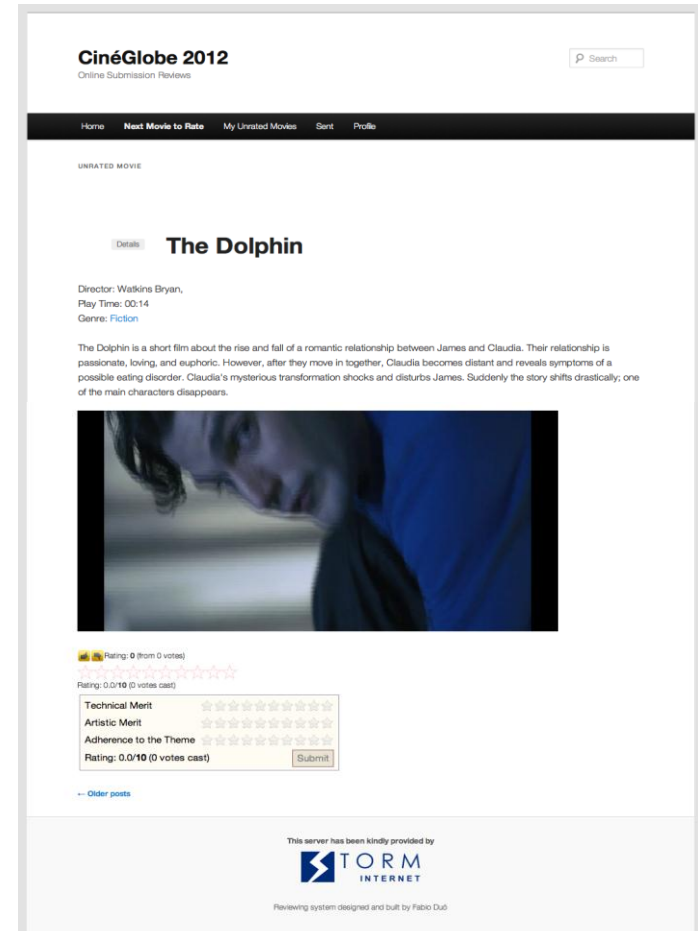 CinéGlobe 2012
Online Submission Reviews
Search
Home Next Movie to Rate My Unrated Movies Sent Profile
UNRATED MOVIE
Details The Dolphin
Director: Watkins Bryan,
Play Time: 00:14
Genre: Fiction
The Dolphin is a short film about the rise and fall of a romantic relationship between James and Claudia. Their relationship is
passionate, loving, and euphoric. However, after they move in together, Claudia becomes distant and reveals symptoms of a
possible eating disorder. Claudia's mysterious transformation shocks and disturbs James. Suddenly the story shifts drastically; one
of the main characters disappears.
Rating: 0 (from 0 votes)
Rating: 0.0/10 (0 votes cast)
Technical Merit
Artistic Merit
Adherence to the Theme
Rating: 0.0/10 (0 votes cast) Submit
← Older posts
This server has been kindly provided by
STORM
INTERNET
Reviewing system designed and built by Fabio Duó